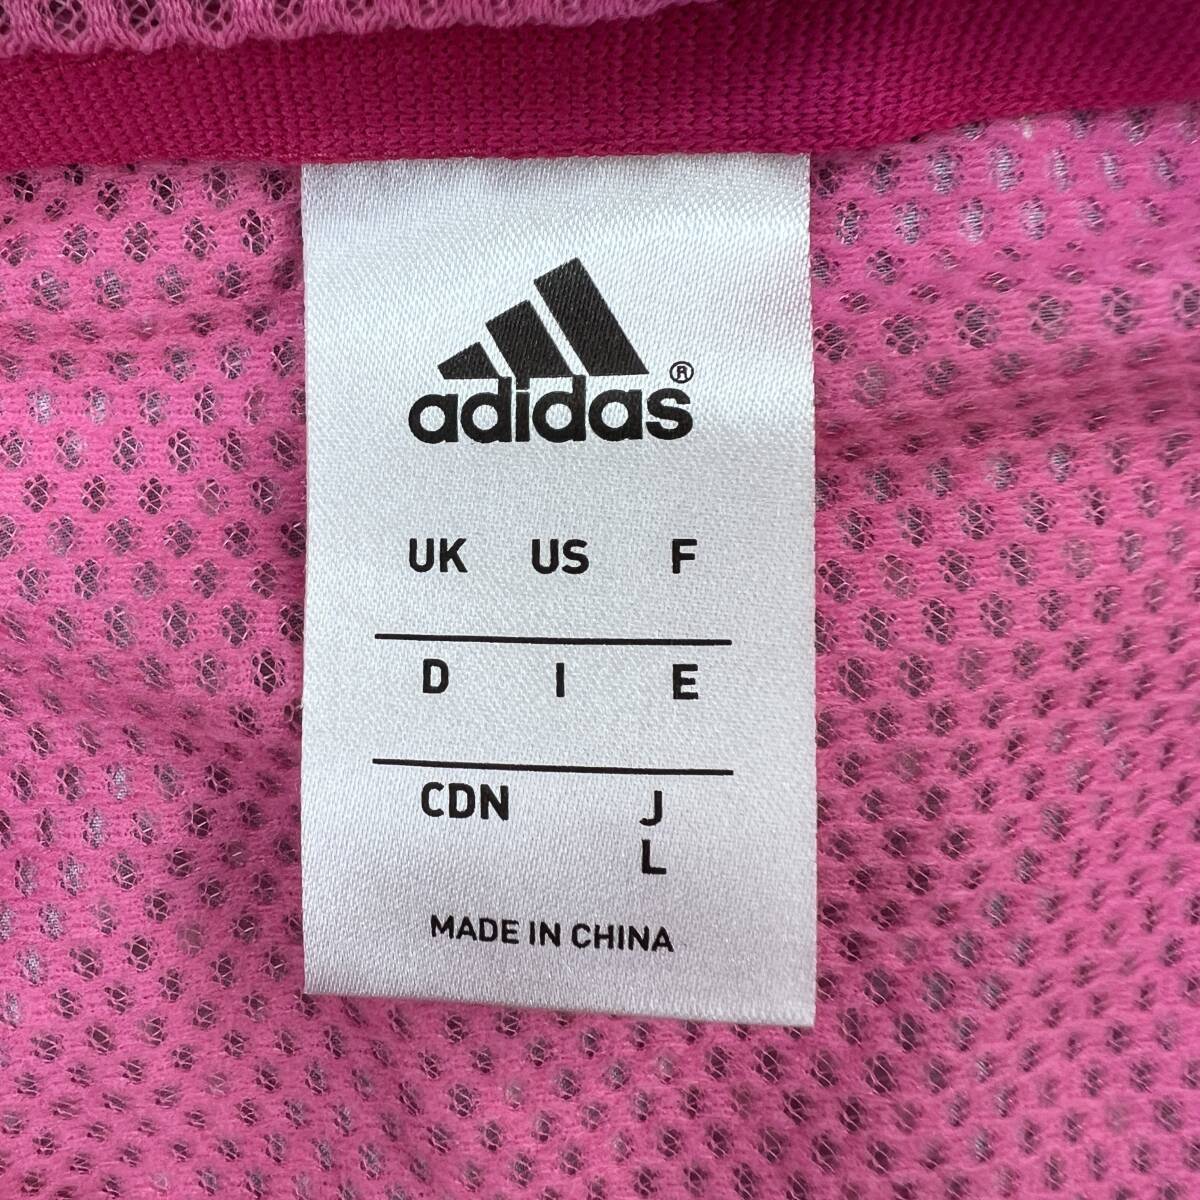 adidas®
UK US F
D I E
CDN J
L
MADE IN CHINA